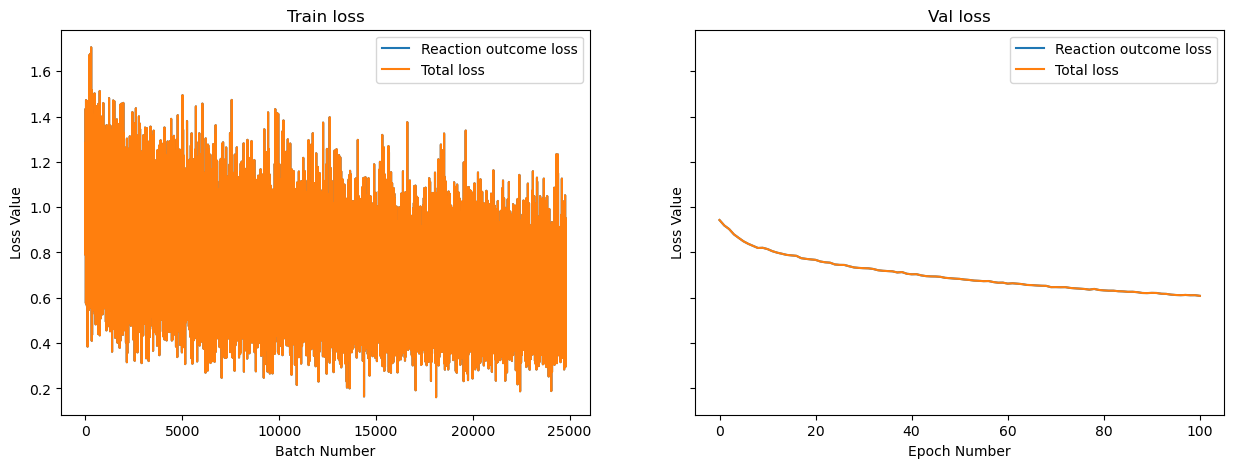 Train loss
Reaction outcome loss
Total loss
Loss Value
1.6
1.4
1.2
1.0
0.8
0.6
0.4
0.2
0
5000
10000
15000
20000
25000
Batch Number
Val loss
Reaction outcome loss
Total loss
Loss Value
0
20
40
60
80
100
Epoch Number